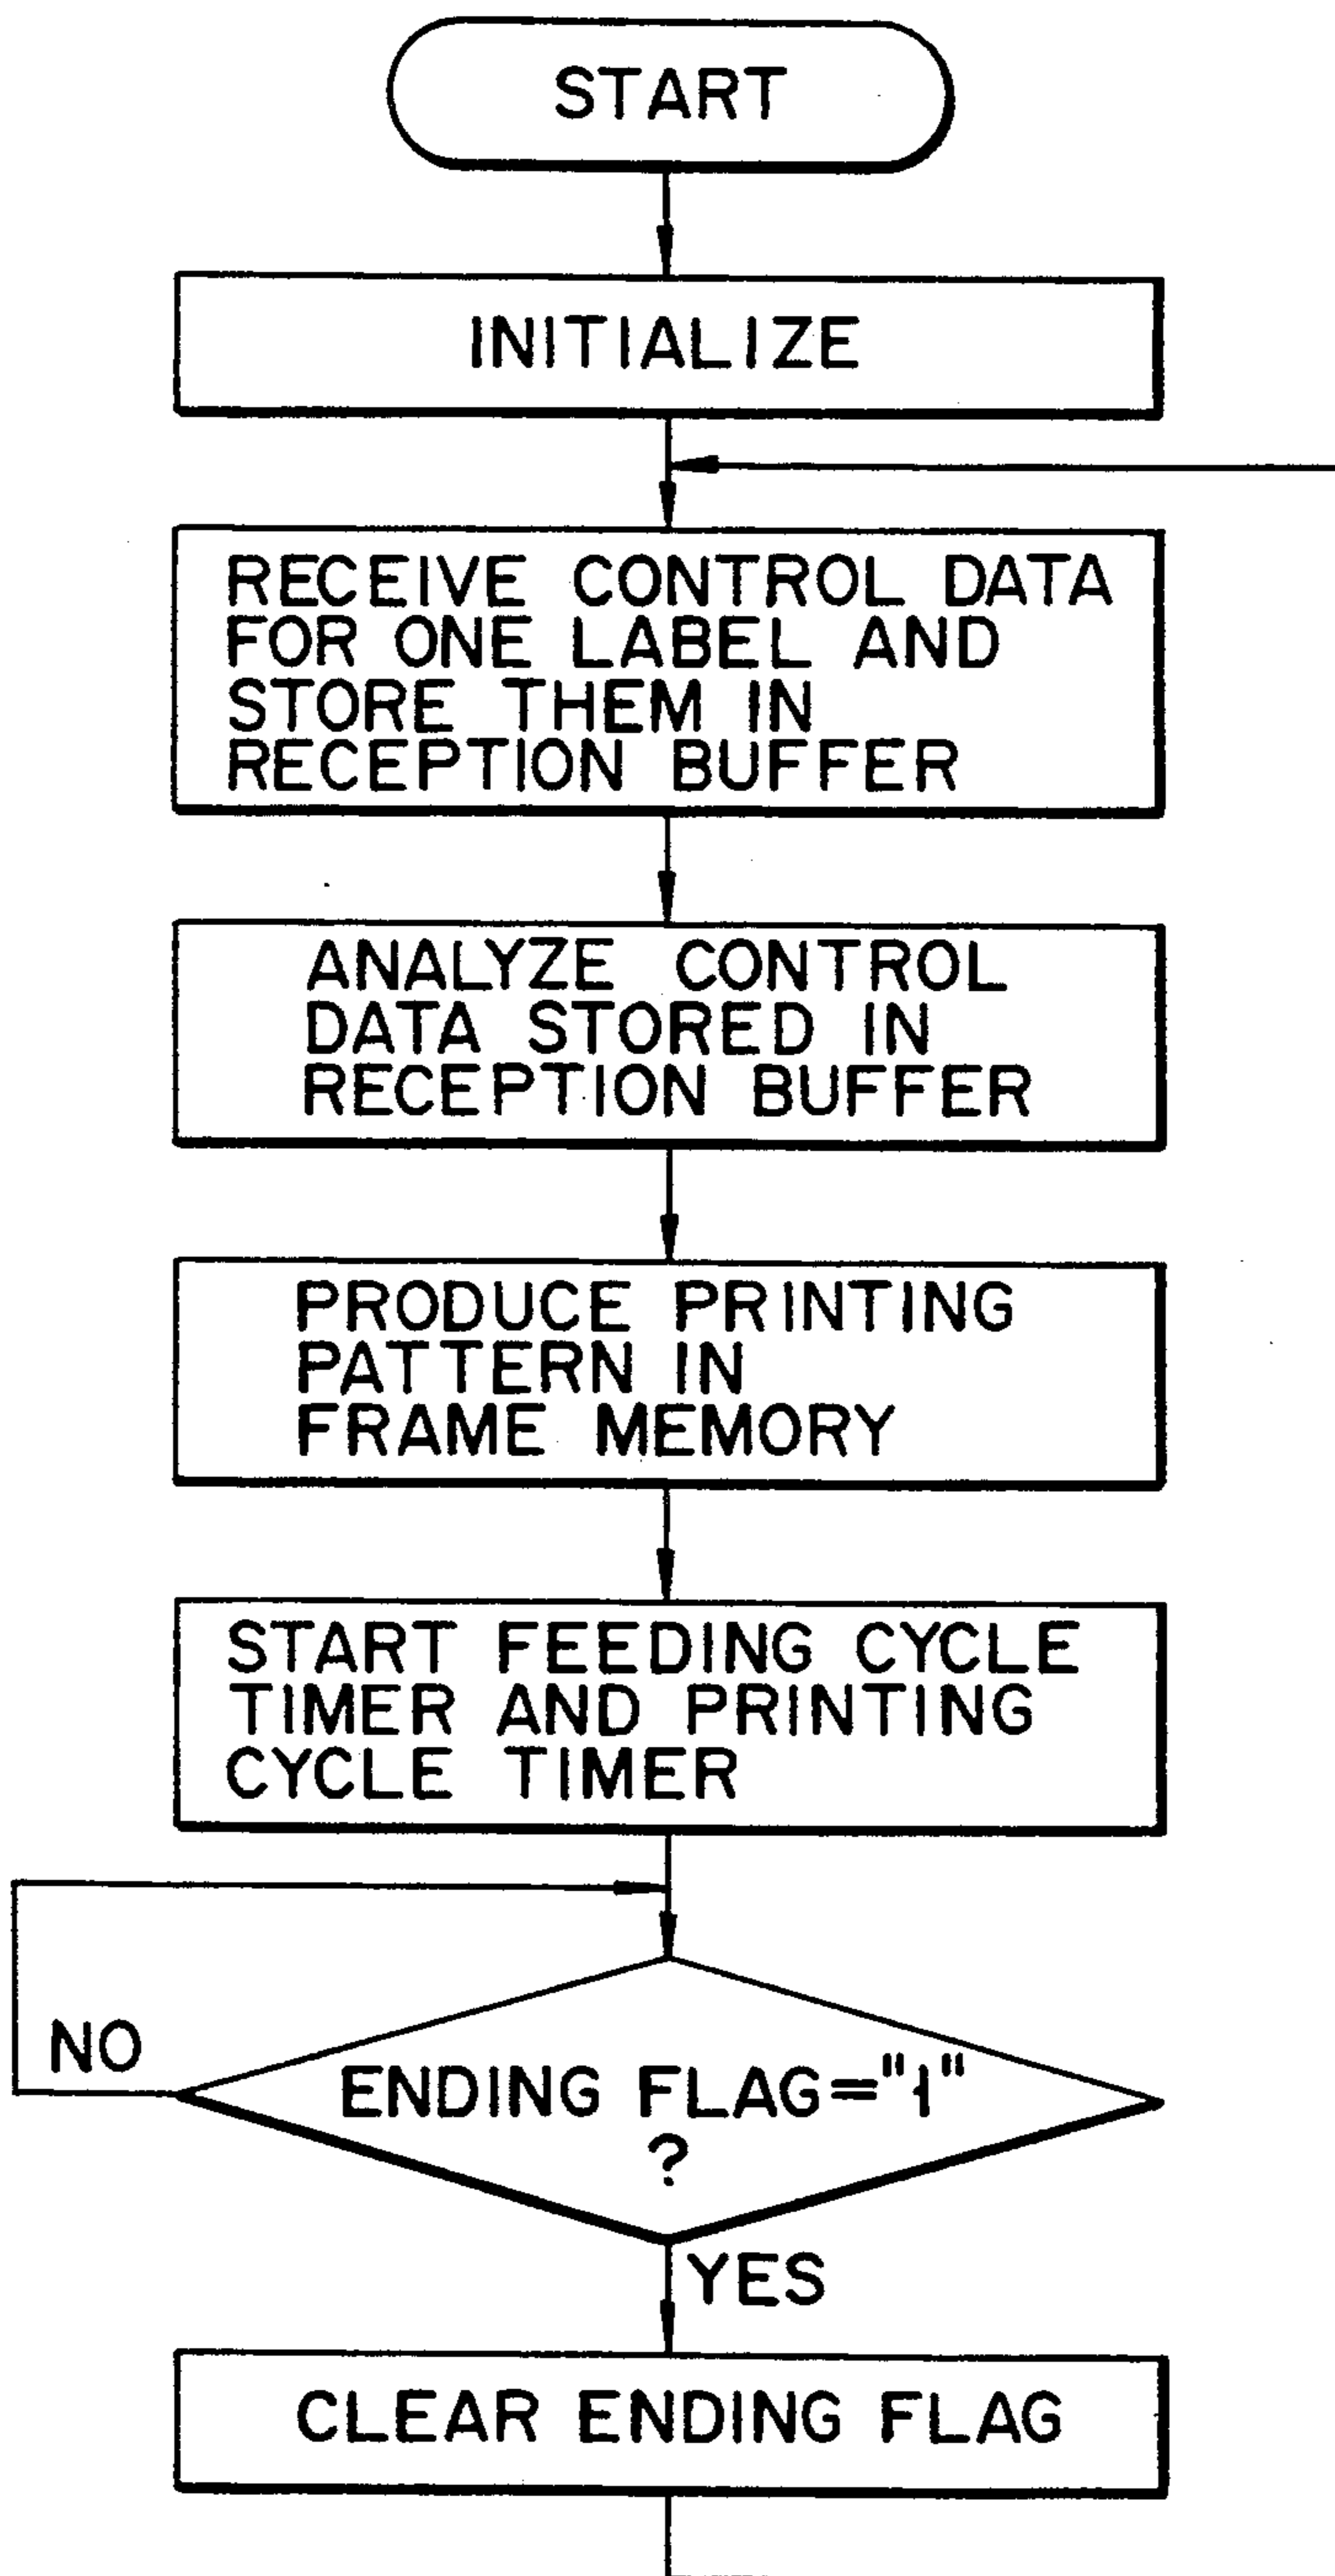 START
INITIALIZE
RECEIVE CONTROL DATA
FOR ONE LABEL AND
STORE THEM IN
RECEPTION BUFFER
ANALYZE CONTROL
DATA STORED IN
RECEPTION BUFFER
PRODUCE PRINTING
PATTERN IN
FRAME MEMORY
START FEEDING CYCLE
TIMER AND PRINTING
CYCLE TIMER
NO
ENDING FLAG="1"
?
YES
CLEAR ENDING FLAG